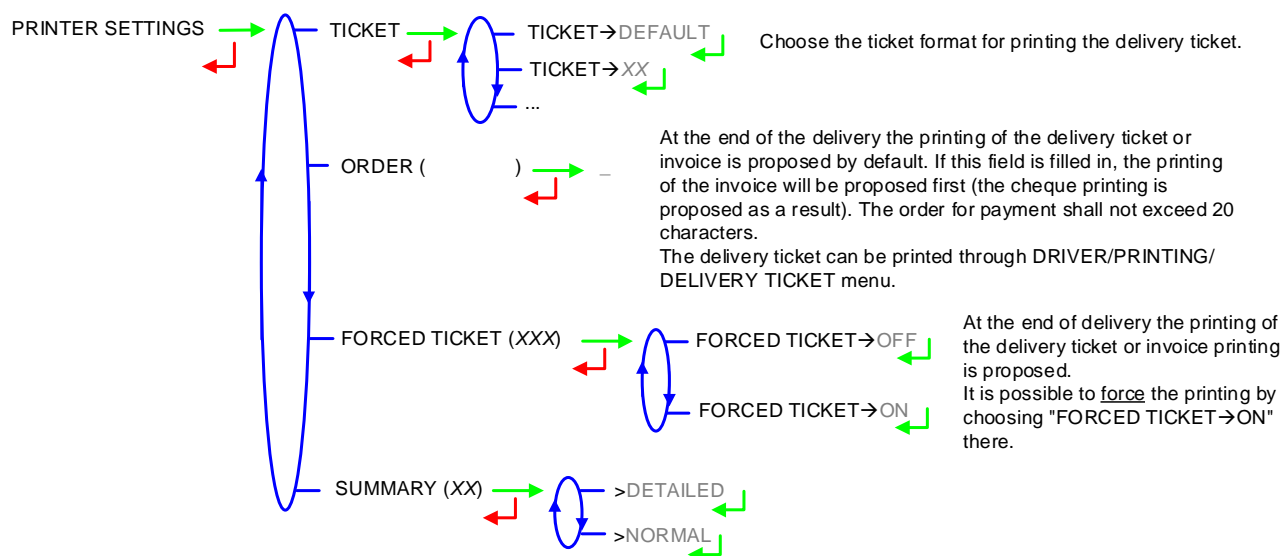 PRINTER SETTINGS
TICKET
TICKET→DEFAULT
TICKET→XX
...
Choose the ticket format for printing the delivery ticket.
ORDER ( ) _
At the end of the delivery the printing of the delivery ticket or
invoice is proposed by default. If this field is filled in, the printing
of the invoice will be proposed first (the cheque printing is
proposed as a result). The order for payment shall not exceed 20
characters.
The delivery ticket can be printed through DRIVER/PRINTING/
DELIVERY TICKET menu.
FORCED TICKET (XXX)
FORCED TICKET→OFF
FORCED TICKET→ON
At the end of delivery the printing of
the delivery ticket or invoice printing
is proposed.
It is possible to force the printing by
choosing "FORCED TICKET→ON"
there.
SUMMARY (XX)
>DETAILED
>NORMAL